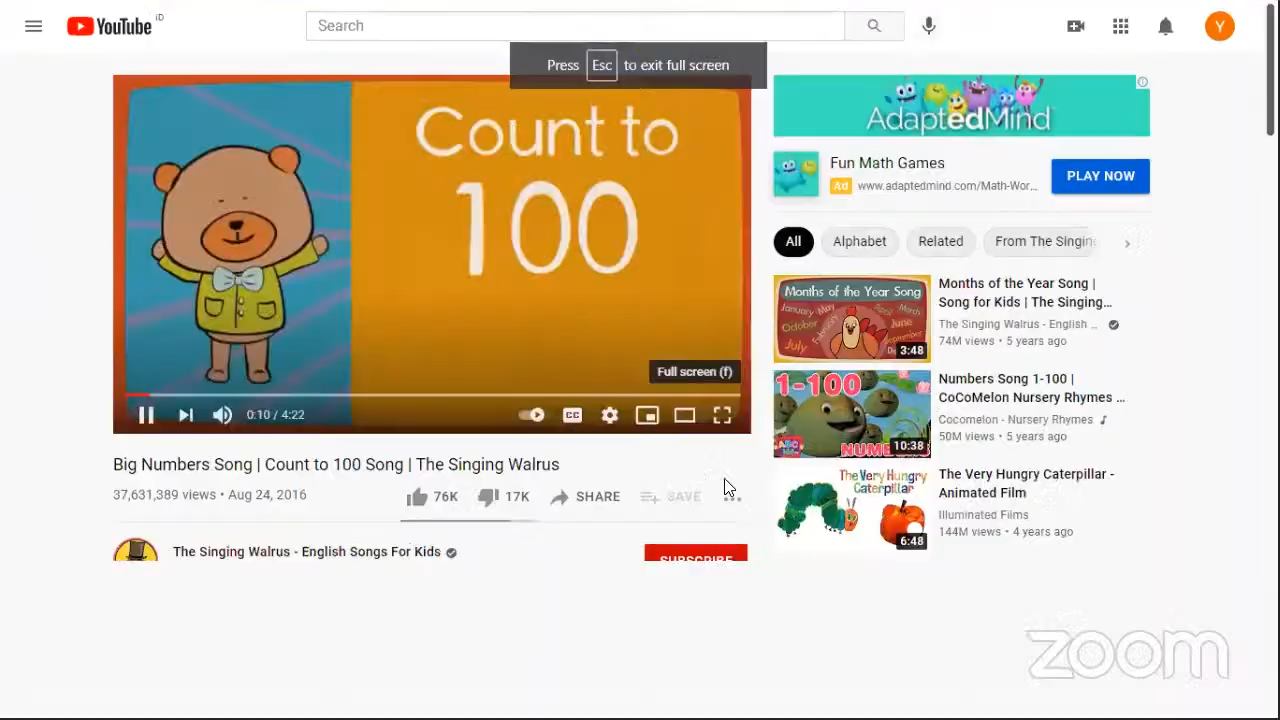 YouTube ID
Search
Y
Press Esc to exit full screen
Count to
100
Full screen (f)
0:10 / 4:22
CC
Big Numbers Song | Count to 100 Song | The Singing Walrus
37,631,389 views • Aug 24, 2016
76K 17K SHARE SAVE
The Singing Walrus - English Songs For Kids
SUBSCRIBE
AdaptedMind
Fun Math Games
Ad www.adaptedmind.com/Math-Wor...
PLAY NOW
All Alphabet Related From The Singin
Months of the Year Song
January May
April March
October
February
June
July
3:48
Months of the Year Song |
Song for Kids | The Singing...
The Singing Walrus - English ...
74M views • 5 years ago
1-100
ABC
10:38
Numbers Song 1-100 |
CoCoMelon Nursery Rhymes ...
Cocomelon - Nursery Rhymes
50M views • 5 years ago
The Very Hungry
Caterpillar
6:48
The Very Hungry Caterpillar -
Animated Film
Illuminated Films
144M views • 4 years ago
zoom